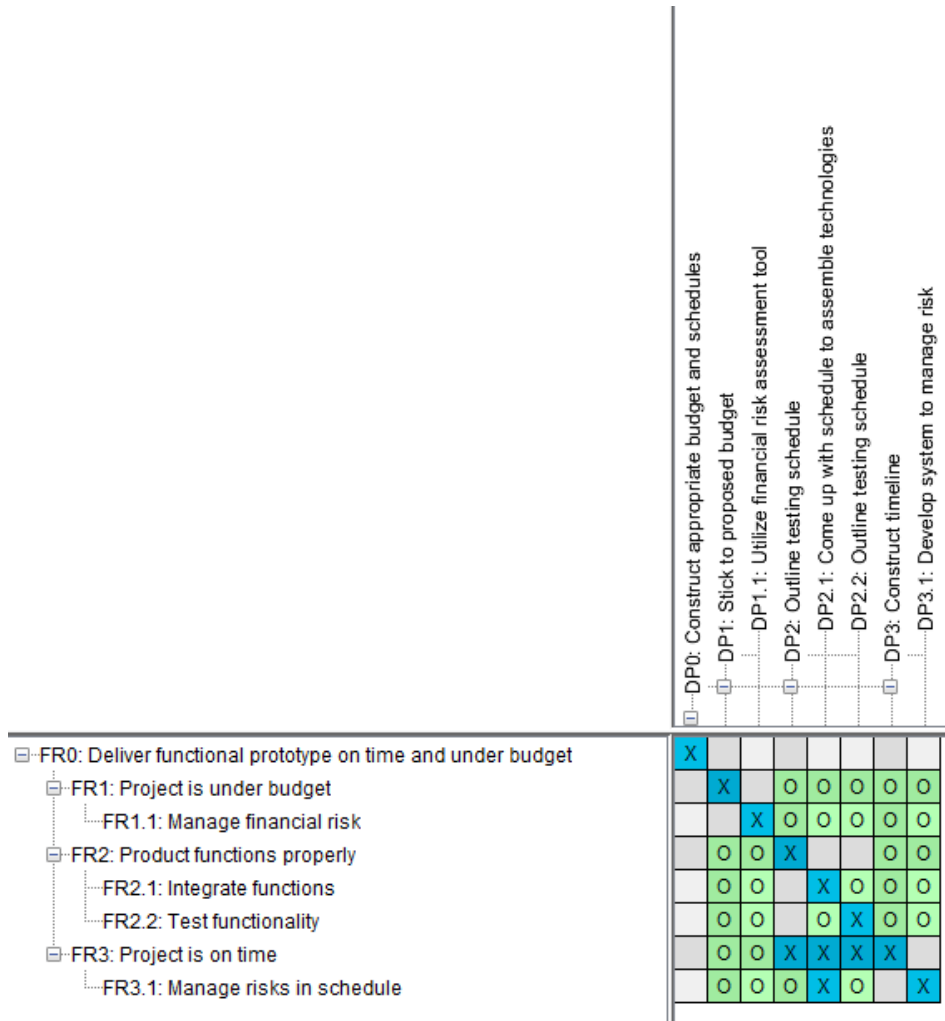 DP0: Construct appropriate budget and schedules
DP1: Stick to proposed budget
DP1.1: Utilize financial risk assessment tool
DP2: Outline testing schedule
DP2.1: Come up with schedule to assemble technologies
DP2.2: Outline testing schedule
DP3: Construct timeline
DP3.1: Develop system to manage risk
FR0: Deliver functional prototype on time and under budget X
FR1: Project is under budget X O O O O O
FR1.1: Manage financial risk X O O O O O
FR2: Product functions properly O O X O O
FR2.1: Integrate functions O O X O O O
FR2.2: Test functionality O O O X O O
FR3: Project is on time O O X X X X
FR3.1: Manage risks in schedule O O O X O X